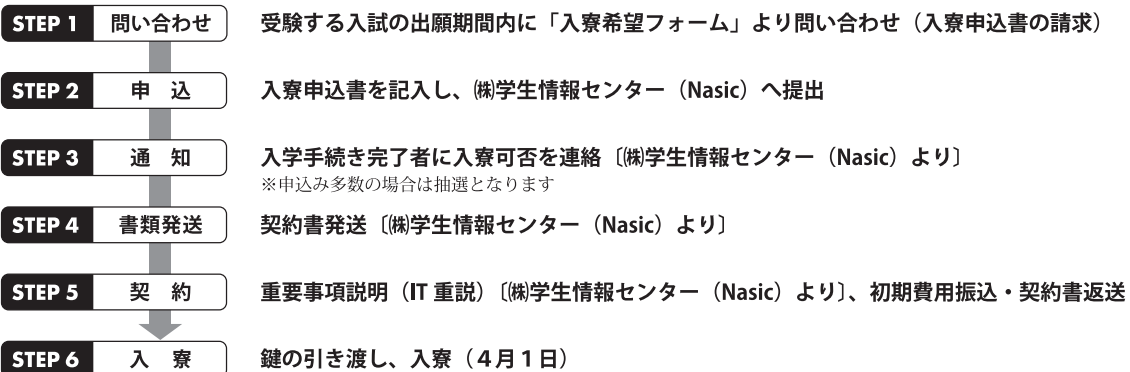 STEP 1 問い合わせ 受験する入試の出願期間内に「入寮希望フォーム」より問い合わせ（入寮申込書の請求）
STEP 2 申　込 入寮申込書を記入し、㈱学生情報センター（Nasic）へ提出
STEP 3 通　知 入学手続き完了者に入寮可否を連絡〔㈱学生情報センター（Nasic）より〕
※申込み多数の場合は抽選となります
STEP 4 書類発送 契約書発送〔㈱学生情報センター（Nasic）より〕
STEP 5 契　約 重要事項説明（IT 重説）〔㈱学生情報センター（Nasic）より〕、初期費用振込・契約書返送
STEP 6 入　寮 鍵の引き渡し、入寮（４月１日）